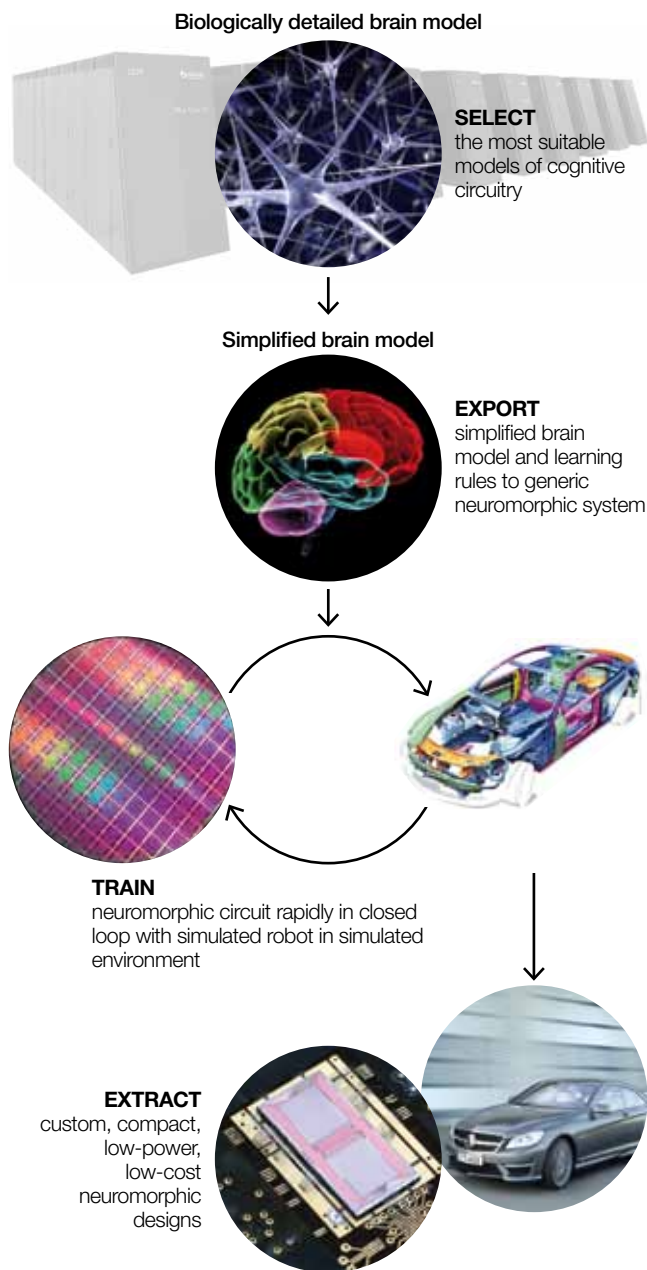 Biologically detailed brain model
IBM
SELECT
the most suitable
models of cognitive
circuitry
Simplified brain model
EXPORT
simplified brain
model and learning
rules to generic
neuromorphic system
TRAIN
neuromorphic circuit rapidly in closed
loop with simulated robot in simulated
environment
EXTRACT
custom, compact,
low-power,
low-cost
neuromorphic
designs